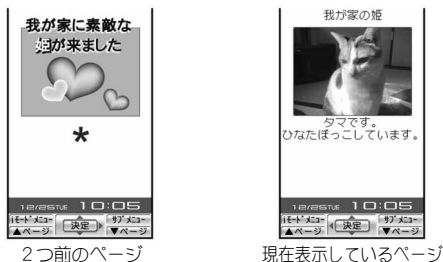 我が家に素敵な
姫が来ました
*
12/25TUE 10:05
iﾓｰﾄﾞﾒﾆｭｰ
ｻﾌﾞﾒﾆｭｰ
決定
▲ページ
▼ページ
2つ前のページ
我が家の姫
タマです。
ひなたぼっこしています。
12/25TUE 10:05
iﾓｰﾄﾞﾒﾆｭｰ
ｻﾌﾞﾒﾆｭｰ
決定
▲ページ
▼ページ
現在表示しているページ